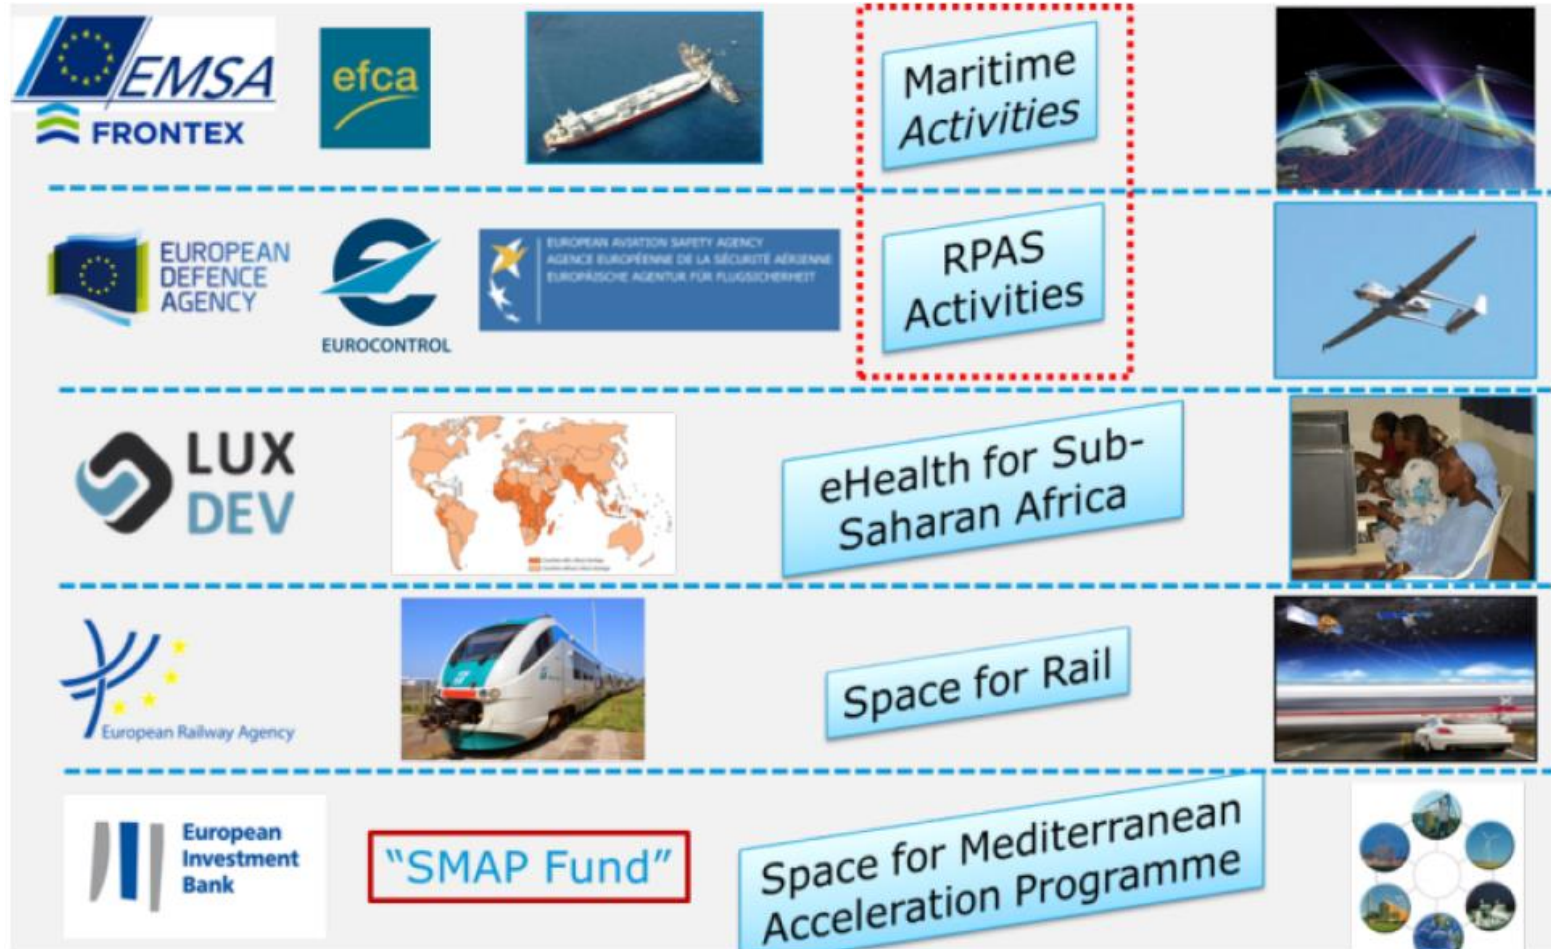 EMSA
FRONTEX
efca
Maritime
Activities
EUROPEAN
DEFENCE
AGENCY
EUROCONTROL
EUROPEAN AVIATION SAFETY AGENCY
AGENCE EUROPÉENNE DE LA SÉCURITÉ AÉRIENNE
EUROPÄISCHE AGENTUR FÜR FLUGSICHERHEIT
RPAS
Activities
LUX
DEV
eHealth for Sub-
Saharan Africa
European Railway Agency
Space for Rail
European
Investment
Bank
“SMAP Fund”
Space for Mediterranean
Acceleration Programme